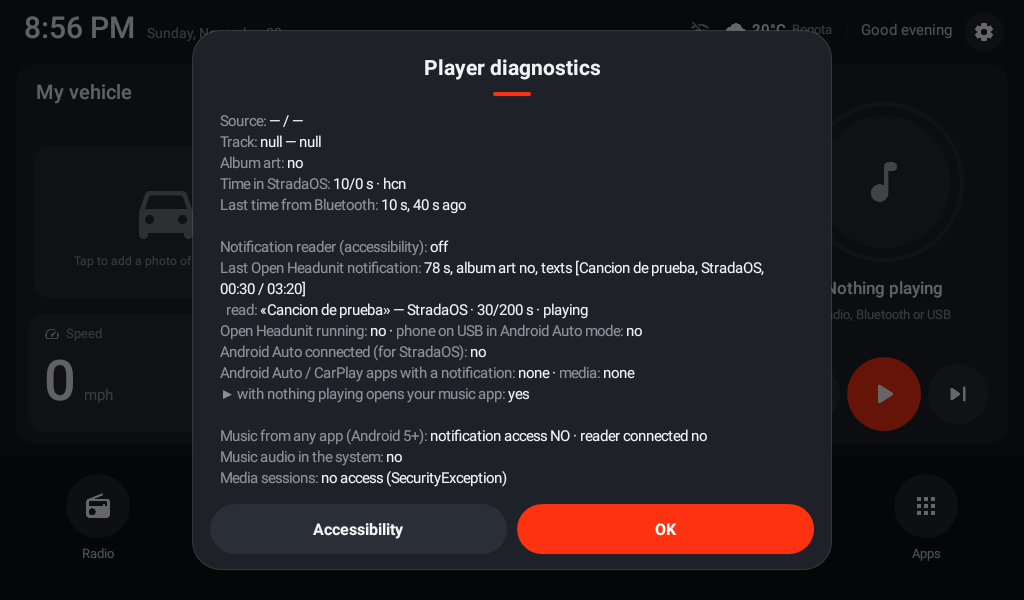 8:56 PM
Sunday,
20°C
Bogota
Good evening
Player diagnostics
My vehicle
Source: — / —
Track: null — null
Album art: no
Time in StradaOS: 10/0 s · hcn
Last time from Bluetooth: 10 s, 40 s ago
Notification reader (accessibility): off
Last Open Headunit notification: 78 s, album art no, texts [Cancion de prueba, StradaOS,
00:30 / 03:20]
read: «Cancion de prueba» — StradaOS · 30/200 s · playing
Open Headunit running: no · phone on USB in Android Auto mode: no
Android Auto connected (for StradaOS): no
Android Auto / CarPlay apps with a notification: none · media: none
► with nothing playing opens your music app: yes
Music from any app (Android 5+): notification access NO · reader connected no
Music audio in the system: no
Media sessions: no access (SecurityException)
Accessibility
OK
Tap to add a photo of
Speed
0 mph
Nothing playing
Bluetooth or USB
Radio
Apps